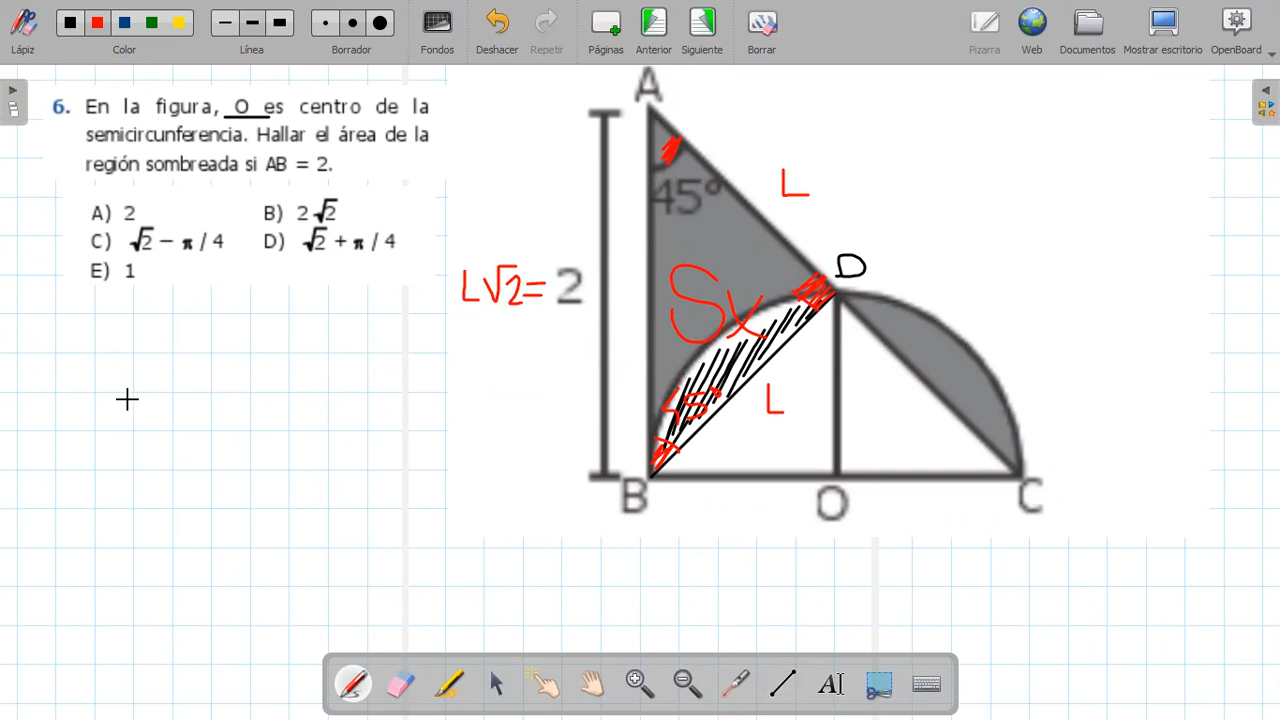 Lápiz
Color
Línea
Borrador
Fondos
Deshacer
Repetir
Páginas
Anterior
Siguiente
Borrar
Pizarra
Web
Documentos
Mostrar escritorio
OpenBoard
6. En la figura, O es centro de la
semicircunferencia. Hallar el área de la
región sombreada si AB = 2.
A) 2
B) 2√2
C) √2 − π / 4
D) √2 + π / 4
E) 1
A
45°
L
D
L√2 = 2
Sx
45°
L
B
O
C
AI